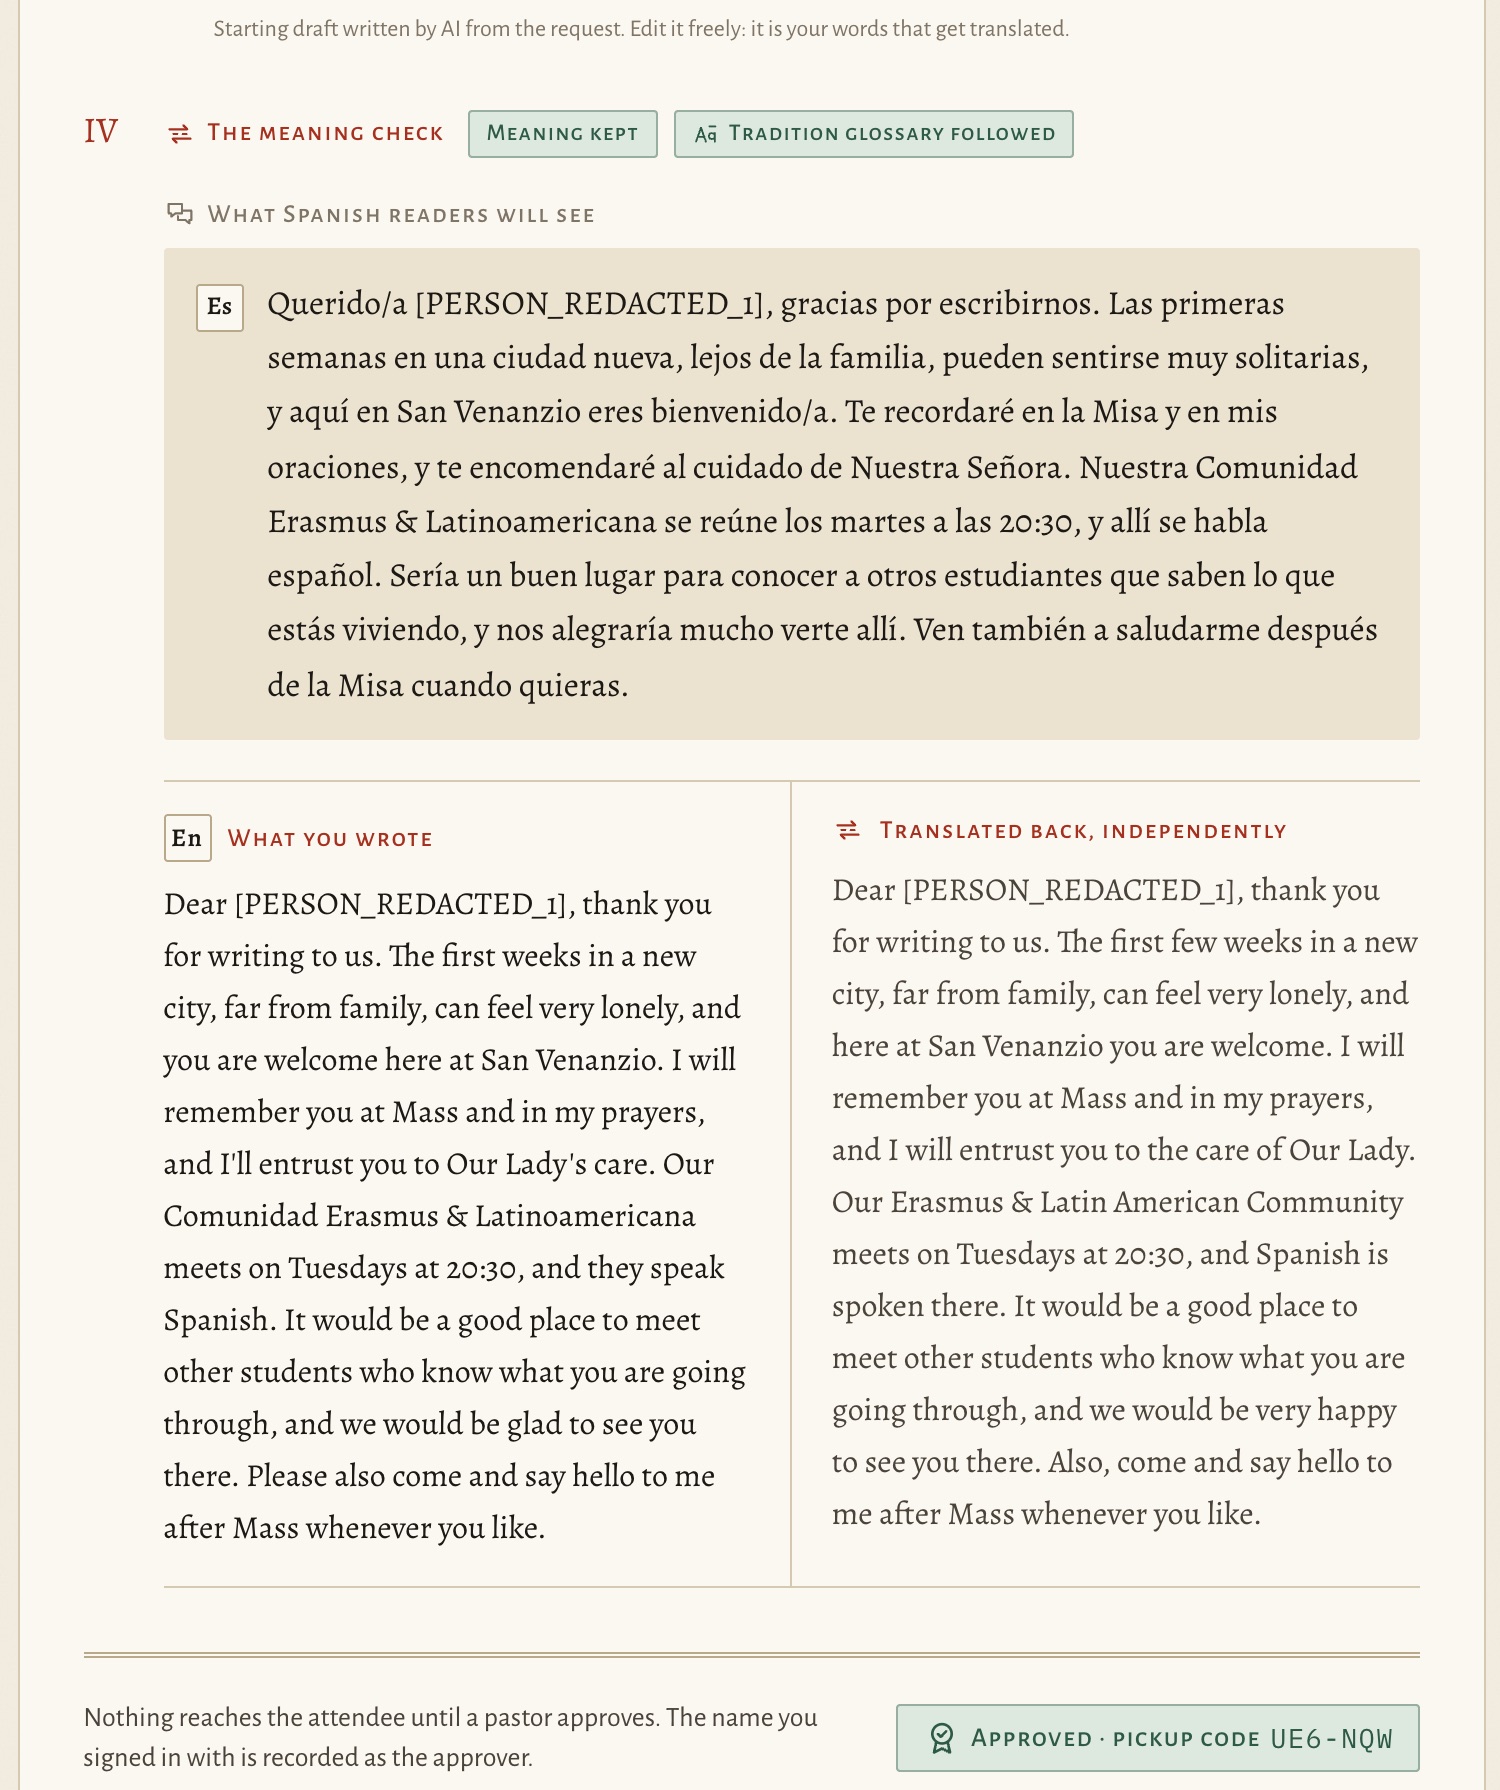 Starting draft written by AI from the request. Edit it freely: it is your words that get translated.
IV
The meaning check
Meaning kept
Tradition glossary followed
What Spanish readers will see
Es
Querido/a [PERSON_REDACTED_1], gracias por escribirnos. Las primeras
semanas en una ciudad nueva, lejos de la familia, pueden sentirse muy solitarias,
y aquí en San Venanzio eres bienvenido/a. Te recordaré en la Misa y en mis
oraciones, y te encomendaré al cuidado de Nuestra Señora. Nuestra Comunidad
Erasmus & Latinoamericana se reúne los martes a las 20:30, y allí se habla
español. Sería un buen lugar para conocer a otros estudiantes que saben lo que
estás viviendo, y nos alegraría mucho verte allí. Ven también a saludarme después
de la Misa cuando quieras.
En
What you wrote
Dear [PERSON_REDACTED_1], thank you
for writing to us. The first weeks in a new
city, far from family, can feel very lonely, and
you are welcome here at San Venanzio. I will
remember you at Mass and in my prayers,
and I'll entrust you to Our Lady's care. Our
Comunidad Erasmus & Latinoamericana
meets on Tuesdays at 20:30, and they speak
Spanish. It would be a good place to meet
other students who know what you are going
through, and we would be glad to see you
there. Please also come and say hello to me
after Mass whenever you like.
Translated back, independently
Dear [PERSON_REDACTED_1], thank you
for writing to us. The first few weeks in a new
city, far from family, can feel very lonely, and
here at San Venanzio you are welcome. I will
remember you at Mass and in my prayers,
and I will entrust you to the care of Our Lady.
Our Erasmus & Latin American Community
meets on Tuesdays at 20:30, and Spanish is
spoken there. It would be a good place to
meet other students who know what you are
going through, and we would be very happy
to see you there. Also, come and say hello to
me after Mass whenever you like.
Nothing reaches the attendee until a pastor approves. The name you
signed in with is recorded as the approver.
Approved · pickup code UE6-NQW